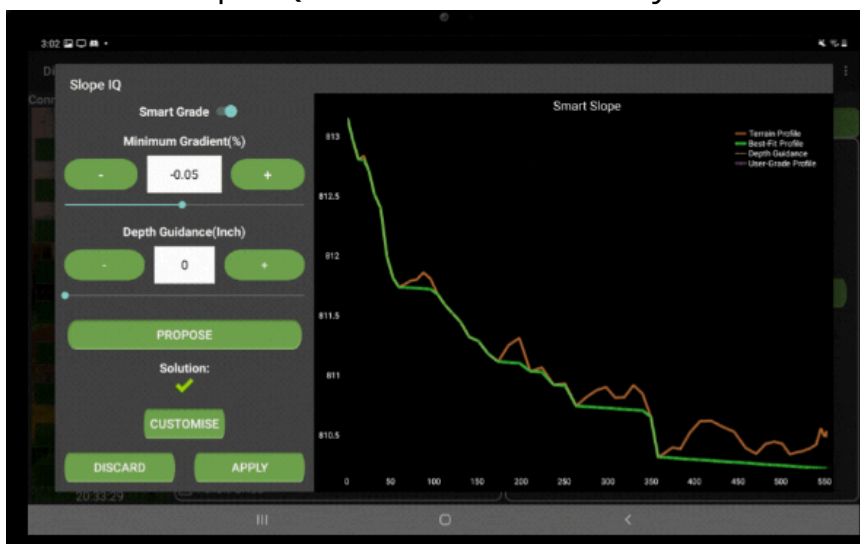 3:02
Slope IQ
Smart Grade
Minimum Gradient(%)
- -0.05 +
Depth Guidance(Inch)
- 0 +
PROPOSE
Solution:
CUSTOMISE
DISCARD APPLY
20:33:29
Smart Slope
Terrain Profile
Best-Fit Profile
Depth Guidance
User-Grade Profile
813
812.5
812
811.5
811
810.5
0 50 100 150 200 250 300 350 400 450 500 550